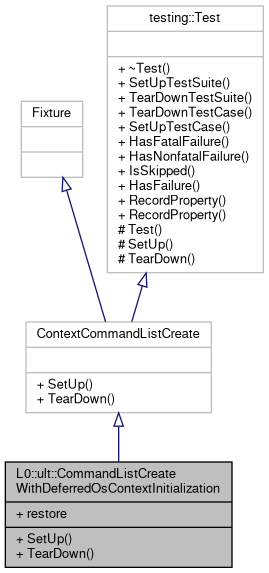 testing::Test
+ ~Test()
+ SetUpTestSuite()
+ TearDownTestSuite()
+ TearDownTestCase()
+ SetUpTestCase()
+ HasFatalFailure()
+ HasNonfatalFailure()
+ IsSkipped()
+ HasFailure()
+ RecordProperty()
+ RecordProperty()
# Test()
# SetUp()
# TearDown()
Fixture
ContextCommandListCreate
+ SetUp()
+ TearDown()
L0::ult::CommandListCreate
WithDeferredOsContextInitialization
+ restore
+ SetUp()
+ TearDown()